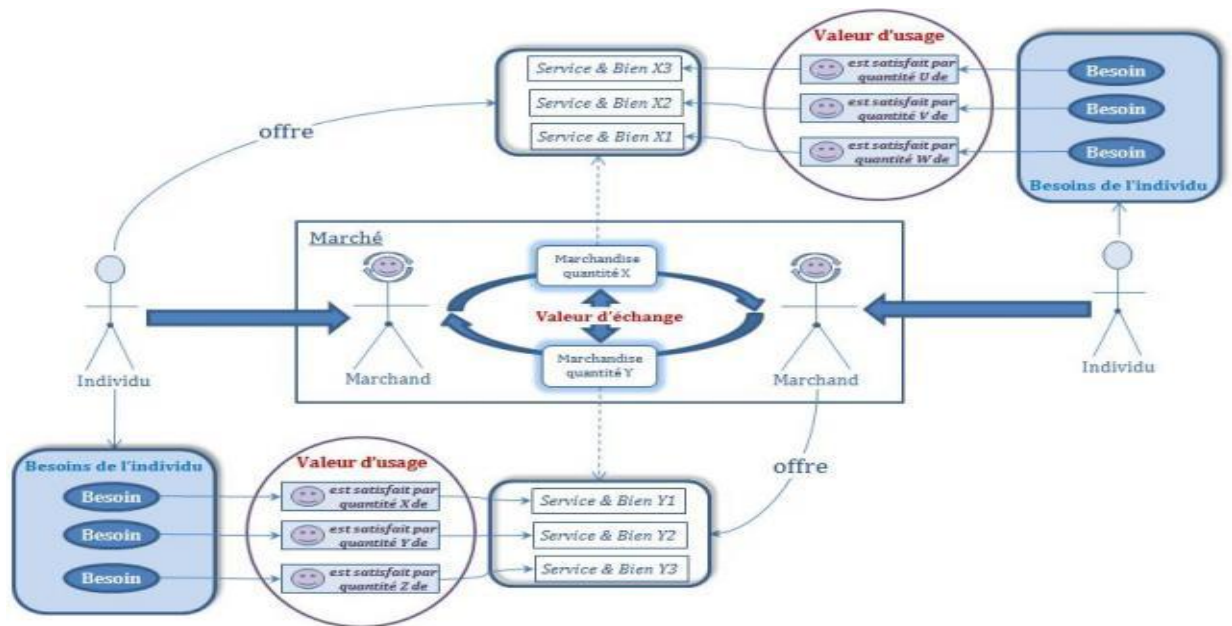 Valeur d'usage
Service & Bien X3
est satisfait par
quantité U de
Besoin
Service & Bien X2
est satisfait par
quantité V de
Besoin
Service & Bien X1
est satisfait par
quantité W de
Besoin
Besoins de l'individu
offre
Marché
Marchandise
quantité X
Valeur d'échange
Marchandise
quantité Y
Individu
Marchand
Marchand
Individu
offre
Besoins de l'individu
Valeur d'usage
Besoin
est satisfait par
quantité X de
Service & Bien Y1
Besoin
est satisfait par
quantité Y de
Service & Bien Y2
Besoin
est satisfait par
quantité Z de
Service & Bien Y3